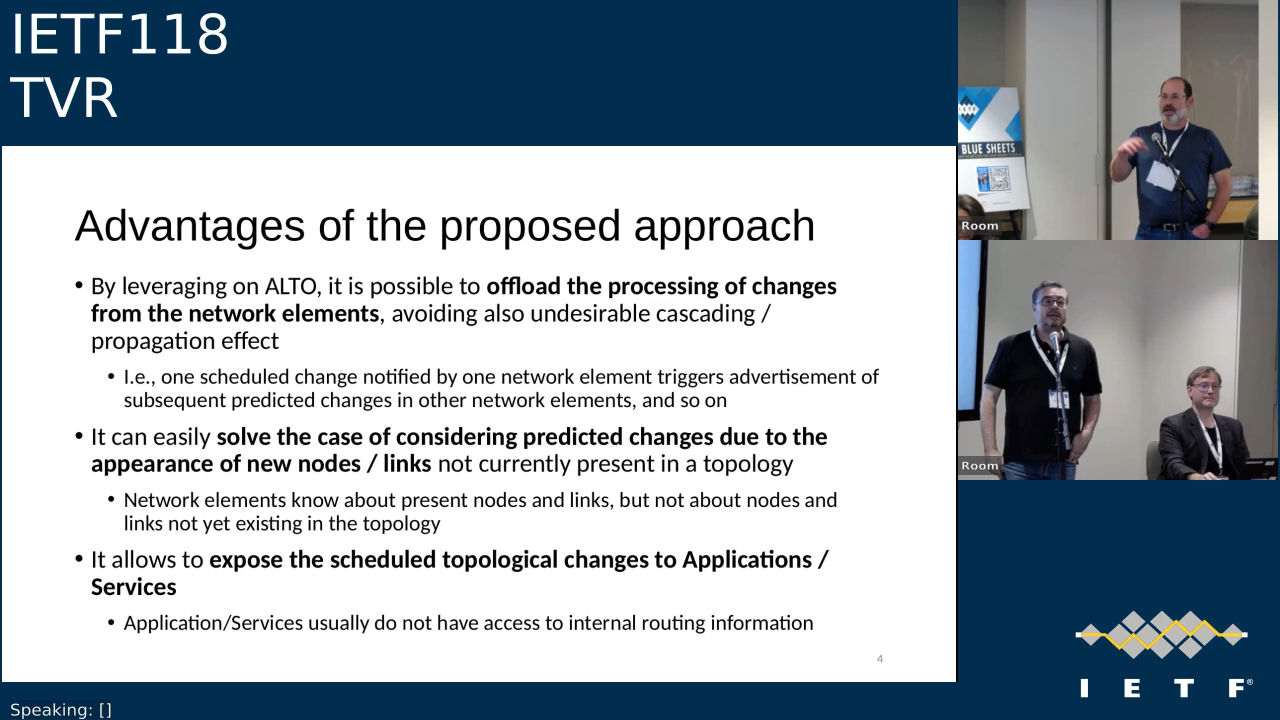 IETF118
TVR
Advantages of the proposed approach
• By leveraging on ALTO, it is possible to offload the processing of changes
from the network elements, avoiding also undesirable cascading /
propagation effect
• I.e., one scheduled change notified by one network element triggers advertisement of
subsequent predicted changes in other network elements, and so on
• It can easily solve the case of considering predicted changes due to the
appearance of new nodes / links not currently present in a topology
• Network elements know about present nodes and links, but not about nodes and
links not yet existing in the topology
• It allows to expose the scheduled topological changes to Applications /
Services
• Application/Services usually do not have access to internal routing information
4
BLUE SHEETS
Room
Room
I E T F®
Speaking: []